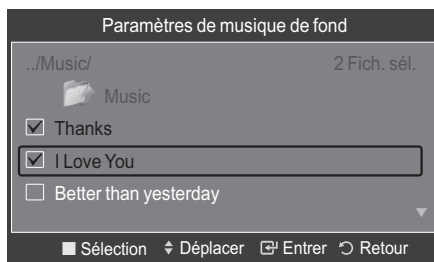 Paramètres de musique de fond
../Music/ 2 Fich. sél.
Music
Thanks
I Love You
Better than yesterday
Sélection Déplacer Entrer Retour